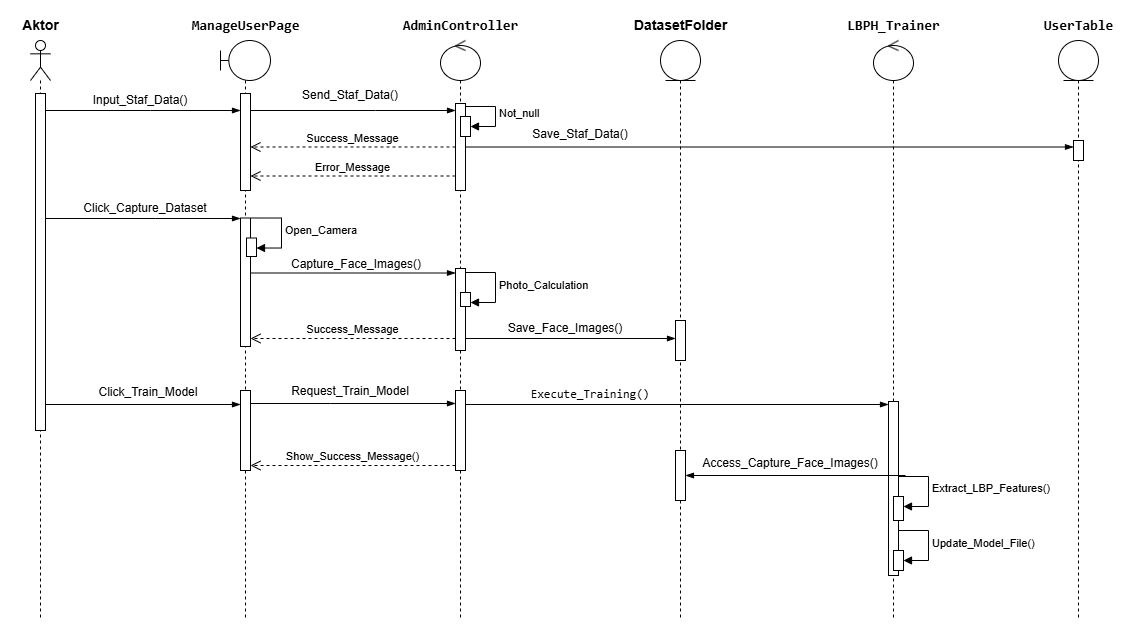 Aktor
ManageUserPage
AdminController
DatasetFolder
LBPH_Trainer
UserTable
Input_Staf_Data()
Send_Staf_Data()
Not_null
Success_Message
Save_Staf_Data()
Error_Message
Click_Capture_Dataset
Open_Camera
Capture_Face_Images()
Photo_Calculation
Success_Message
Save_Face_Images()
Click_Train_Model
Request_Train_Model
Execute_Training()
Show_Success_Message()
Access_Capture_Face_Images()
Extract_LBP_Features()
Update_Model_File()